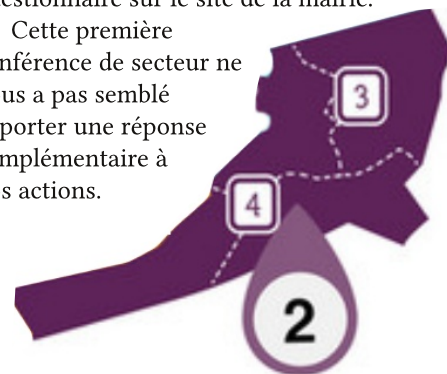 estionnaire sur le site de la mairie.
Cette première
nférence de secteur ne
us a pas semblé
porter une réponse
mplémentaire à
s actions.
3
4
2